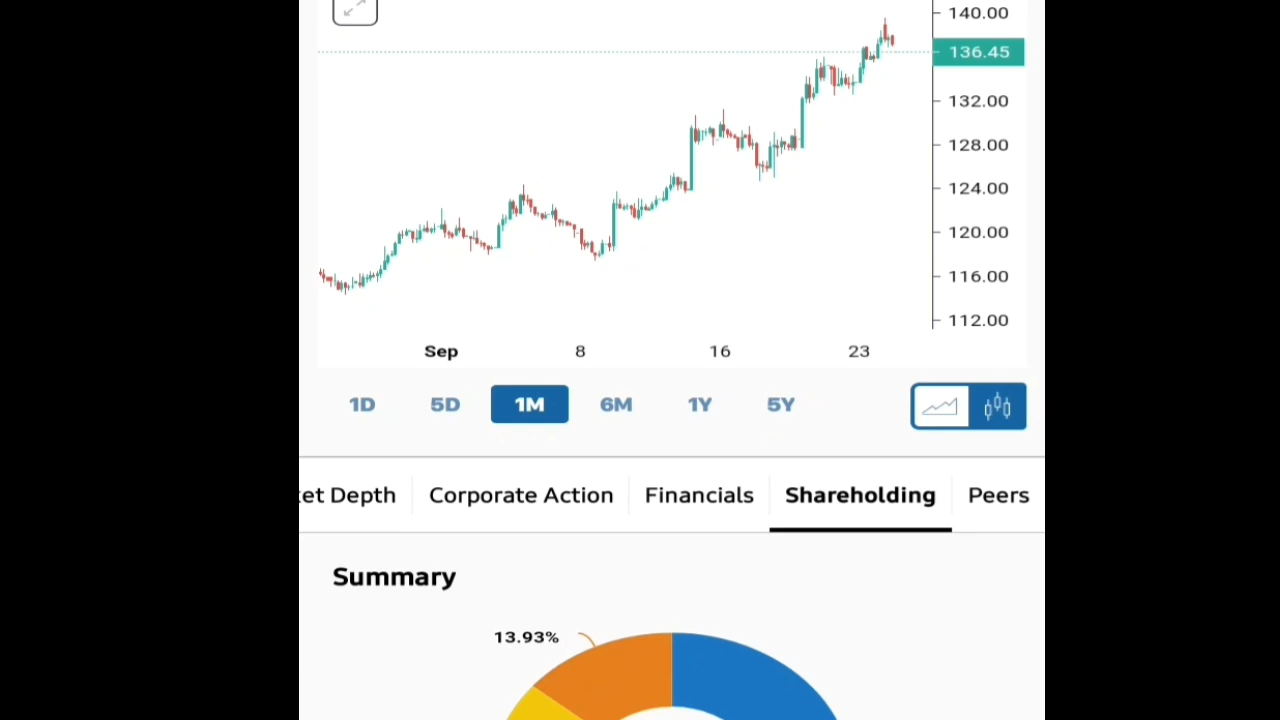 140.00
136.45
132.00
128.00
124.00
120.00
116.00
112.00
Sep 8 16 23
1D 5D 1M 6M 1Y 5Y
et Depth Corporate Action Financials Shareholding Peers
Summary
13.93%